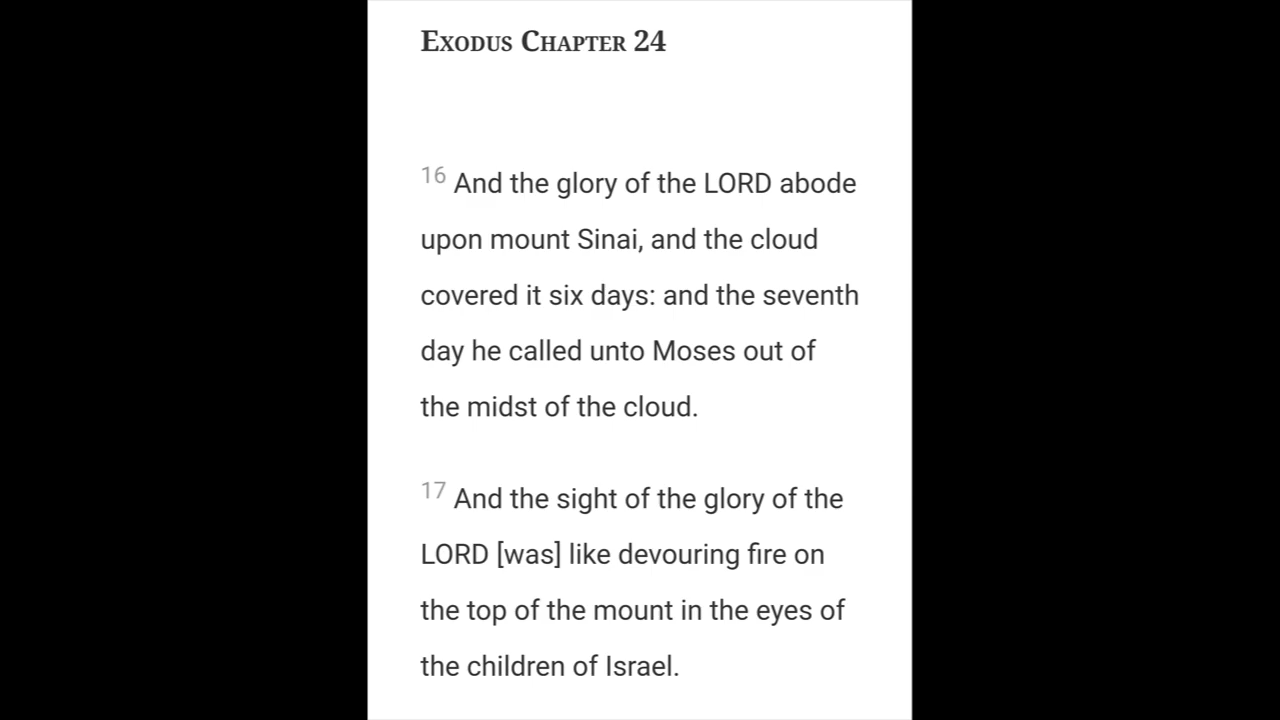 Exodus Chapter 24
16 And the glory of the LORD abode
upon mount Sinai, and the cloud
covered it six days: and the seventh
day he called unto Moses out of
the midst of the cloud.
17 And the sight of the glory of the
LORD [was] like devouring fire on
the top of the mount in the eyes of
the children of Israel.